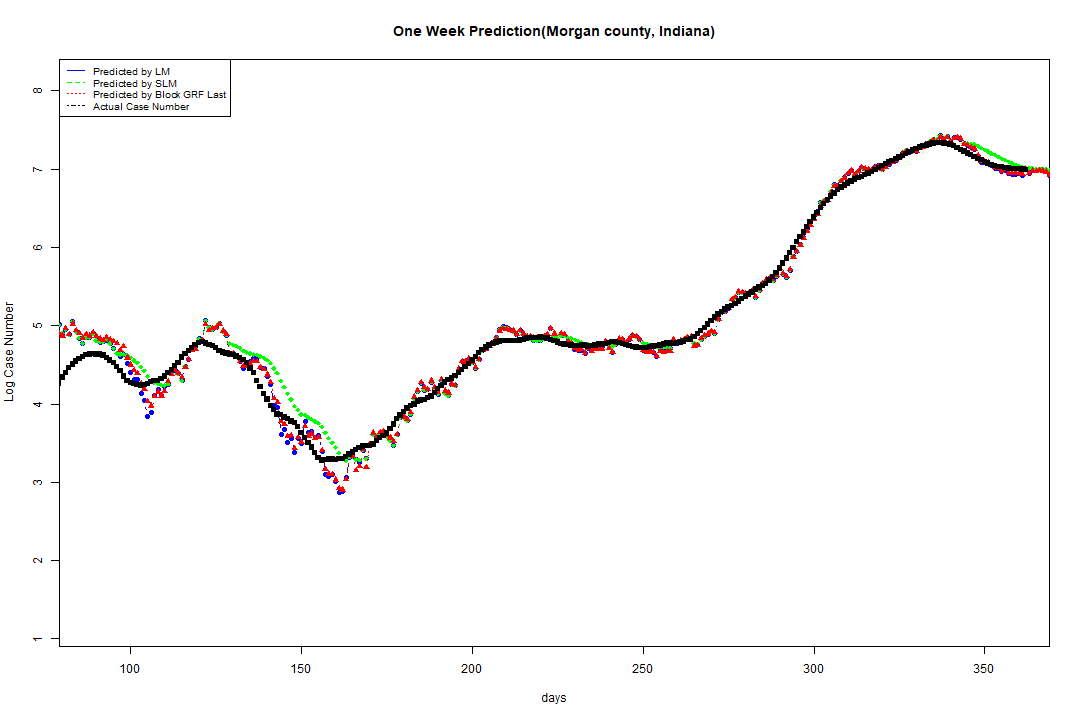 One Week Prediction(Morgan county, Indiana)
Predicted by LM
Predicted by SLM
Predicted by Block GRF Last
Actual Case Number
8
7
6
5
4
3
2
1
Log Case Number
100 150 200 250 300 350
days